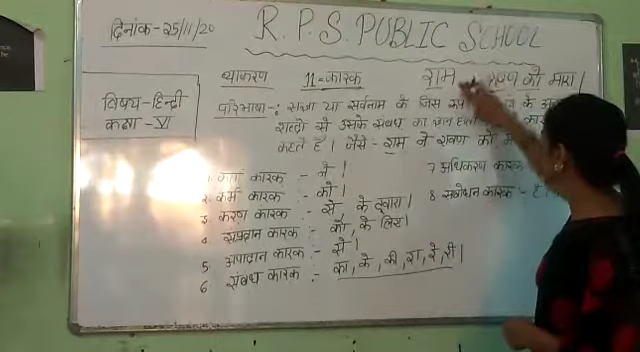 दिनांक-25/11/20
R. P. S. PUBLIC SCHOOL
व्याकरण 11-कारक राम रावण को मारा।
विषय-हिन्दी
कक्षा - VI
परिभाषा -: संज्ञा या सर्वनाम के जिस रूप के
शब्दों से उसके संबंध का ज्ञान
कहते हैं। जैसे - राम ने रावण को
1 कर्ता कारक :- ने।
2 कर्म कारक :- को।
3 करण कारक :- से, के द्वारा।
4 सप्रदान कारक :- को, के लिए।
5 अपादान कारक :- से।
6 संबंध कारक :- का, के, की, रा, रे, री।
7 अधिकरण कारक
8 संबोधन कारक -